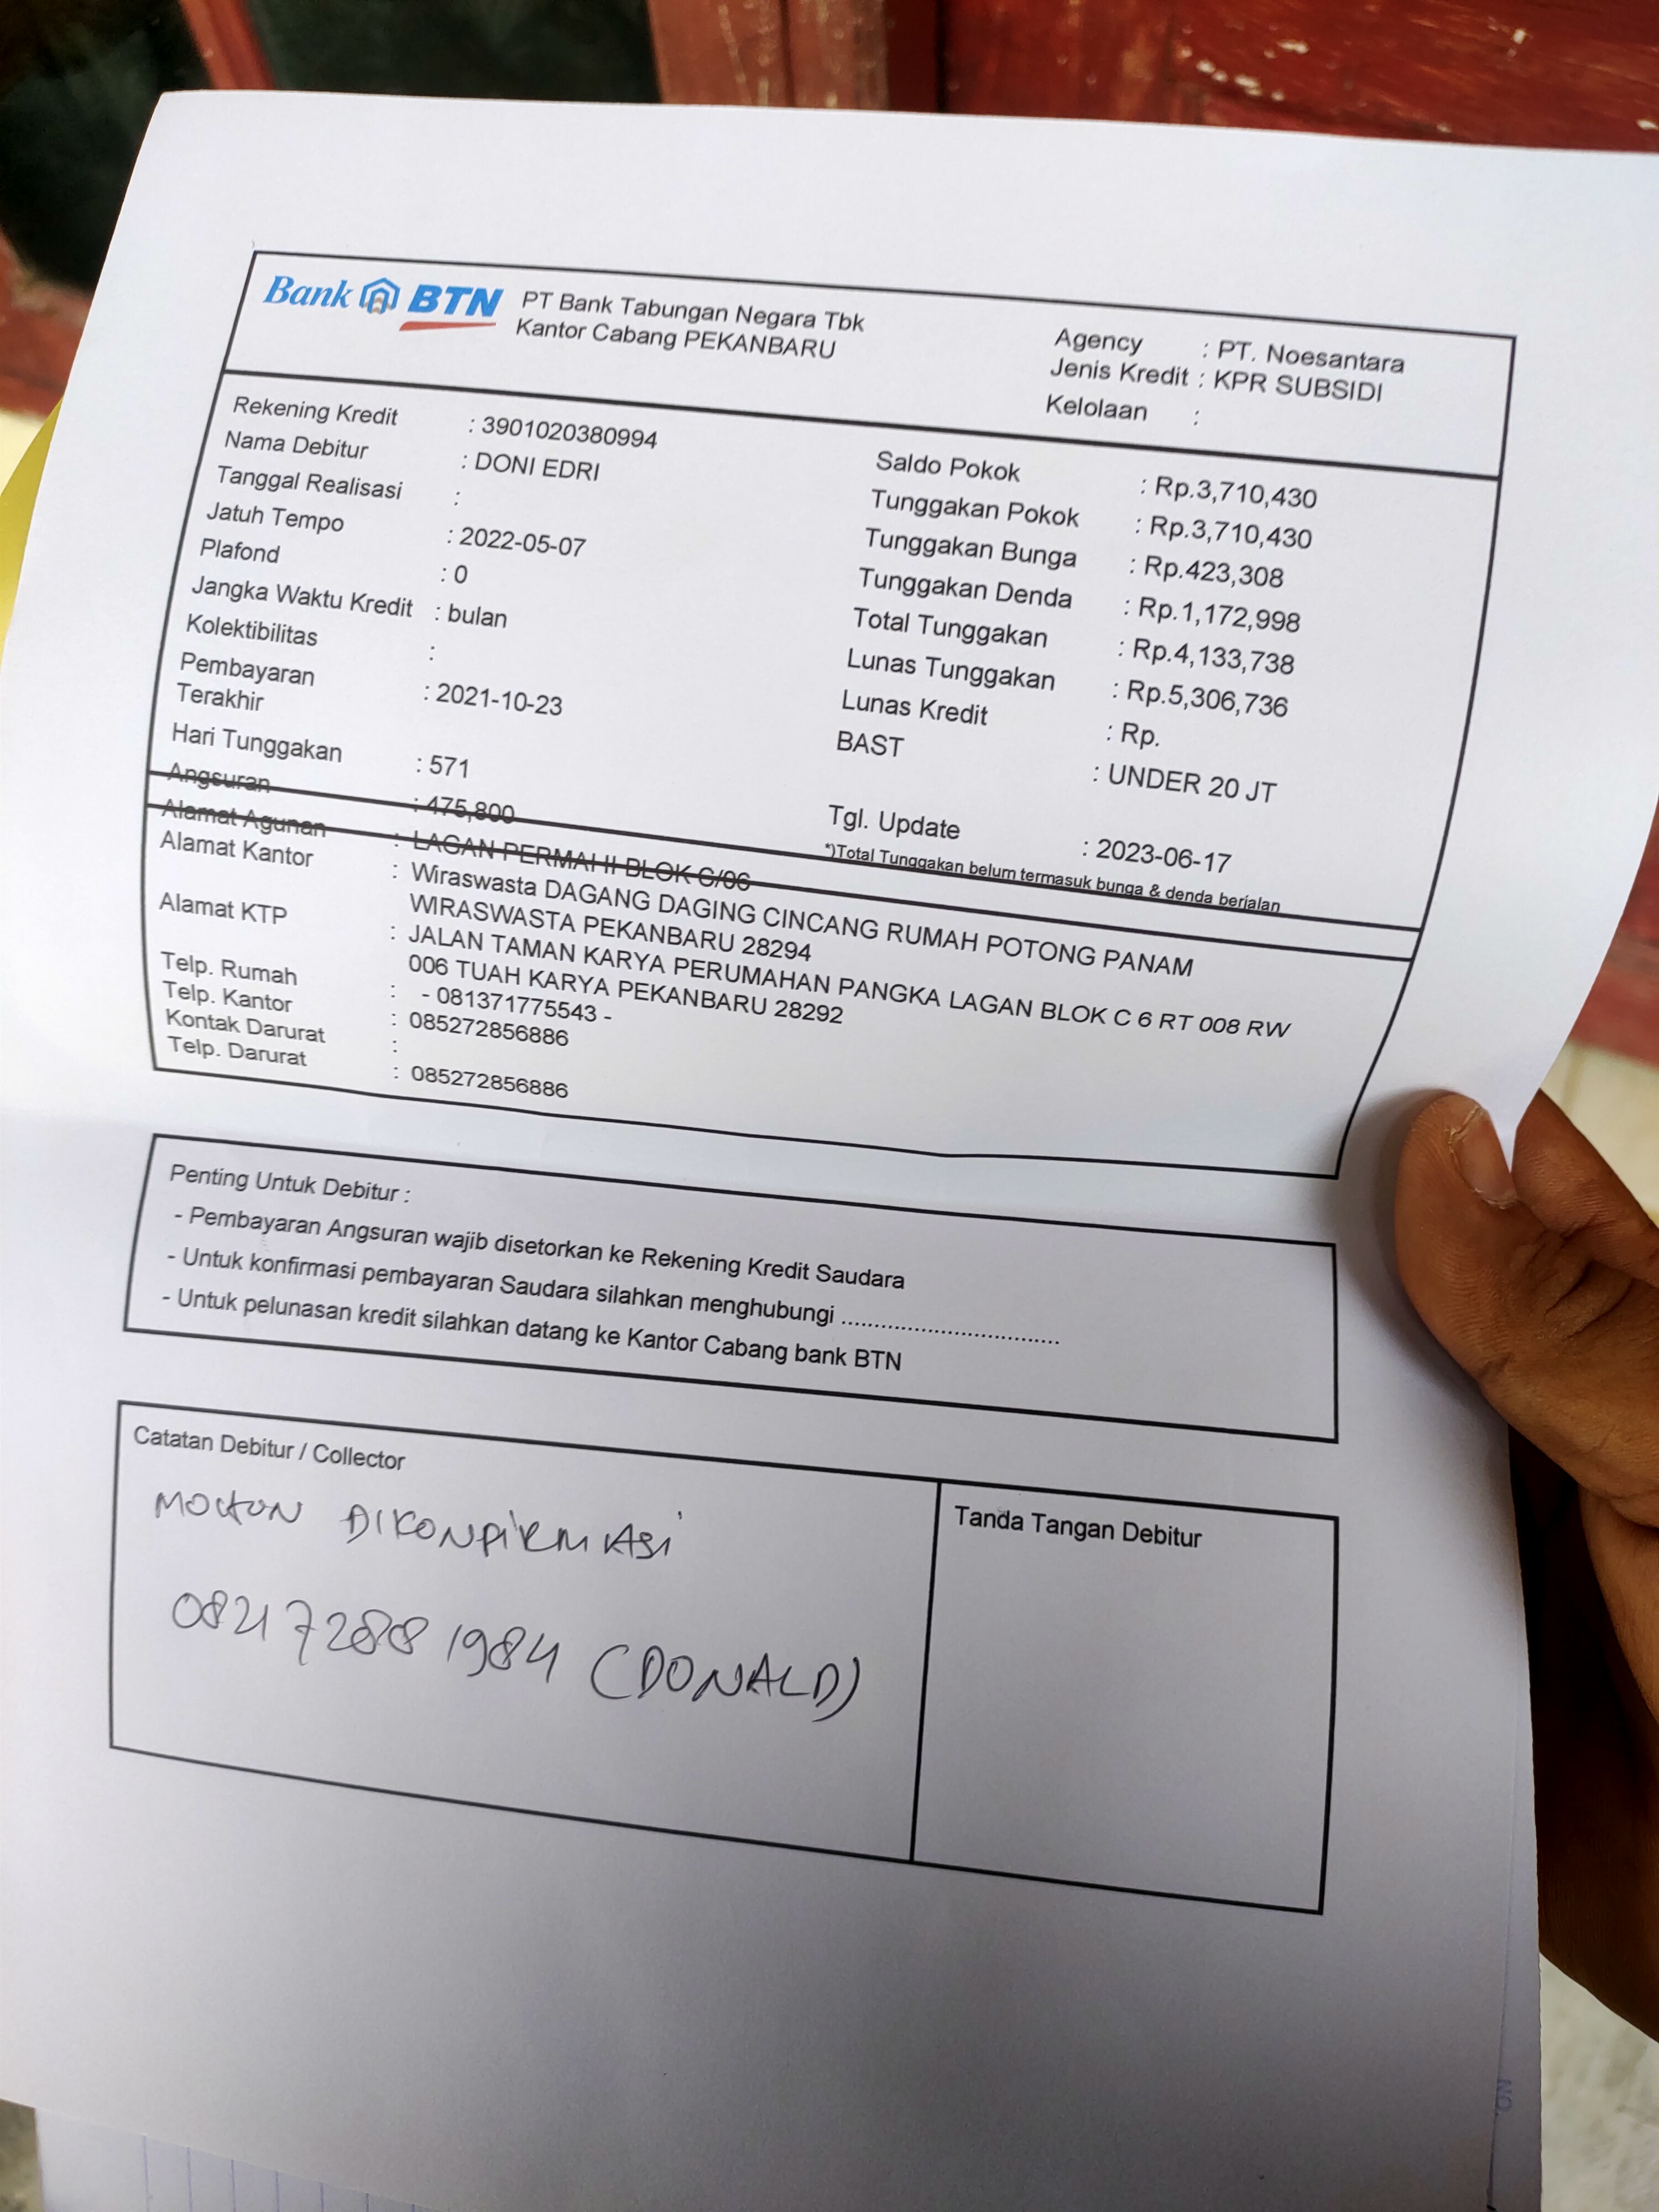 Bank BTN PT Bank Tabungan Negara Tbk
Kantor Cabang PEKANBARU
Agency : PT. Noesantara
Jenis Kredit : KPR SUBSIDI
Kelolaan :
Rekening Kredit : 3901020380994
Nama Debitur : DONI EDRI
Tanggal Realisasi :
Jatuh Tempo : 2022-05-07
Plafond : 0
Jangka Waktu Kredit : bulan
Kolektibilitas :
Pembayaran
Terakhir : 2021-10-23
Hari Tunggakan : 571
Angsuran : 475,800
Saldo Pokok : Rp.3,710,430
Tunggakan Pokok : Rp.3,710,430
Tunggakan Bunga : Rp.423,308
Tunggakan Denda : Rp.1,172,998
Total Tunggakan : Rp.4,133,738
Lunas Tunggakan : Rp.5,306,736
Lunas Kredit : Rp.
BAST : UNDER 20 JT
Tgl. Update : 2023-06-17
*)Total Tunggakan belum termasuk bunga & denda berjalan
Alamat Agunan : LAGAN PERMAI II BLOK C/06
Alamat Kantor : Wiraswasta DAGANG DAGING CINCANG RUMAH POTONG PANAM
WIRASWASTA PEKANBARU 28294
Alamat KTP : JALAN TAMAN KARYA PERUMAHAN PANGKA LAGAN BLOK C 6 RT 008 RW
006 TUAH KARYA PEKANBARU 28292
Telp. Rumah : - 081371775543 -
Telp. Kantor : 085272856886
Kontak Darurat :
Telp. Darurat : 085272856886
Penting Untuk Debitur :
- Pembayaran Angsuran wajib disetorkan ke Rekening Kredit Saudara
- Untuk konfirmasi pembayaran Saudara silahkan menghubungi ..................................
- Untuk pelunasan kredit silahkan datang ke Kantor Cabang bank BTN
Catatan Debitur / Collector
MOHON DIKONPIRMASI
082172881984 (DONALD)
Tanda Tangan Debitur
NO.